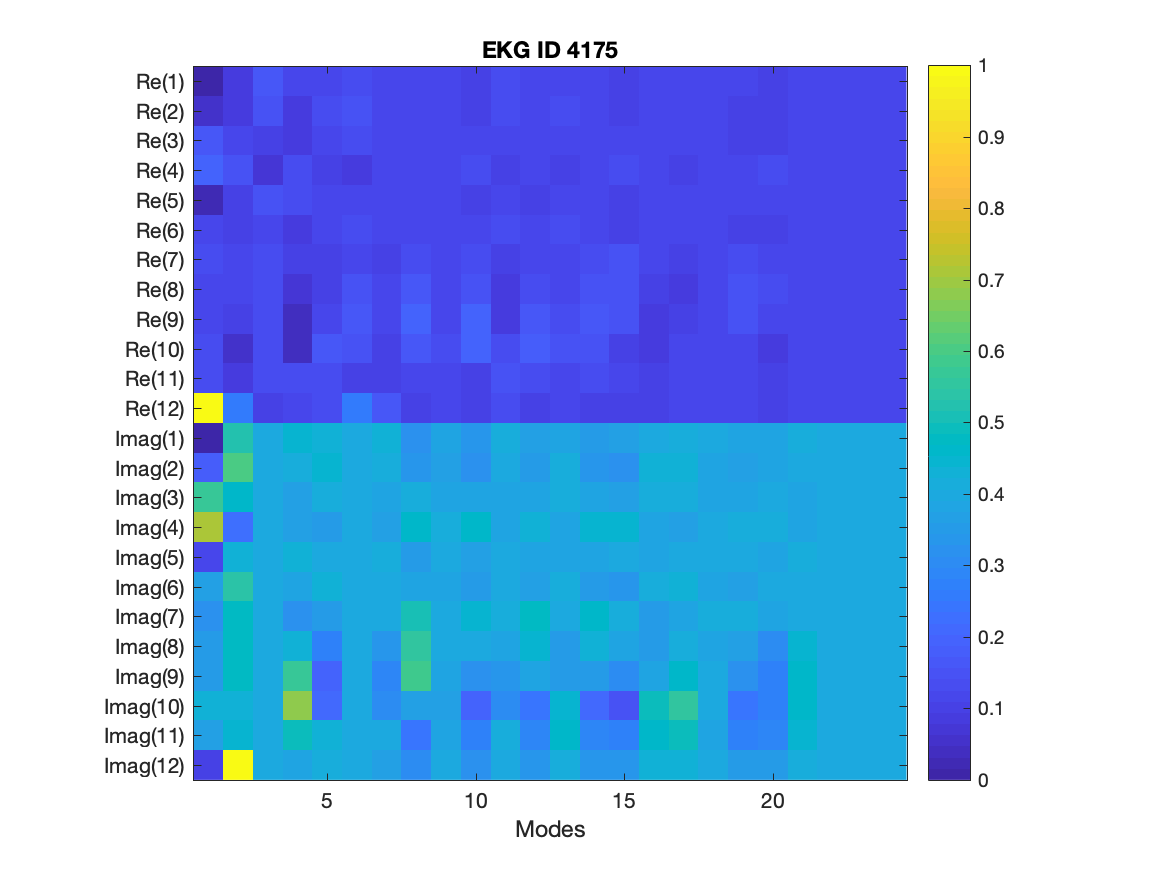 EKG ID 4175
Re(1)
Re(2)
Re(3)
Re(4)
Re(5)
Re(6)
Re(7)
Re(8)
Re(9)
Re(10)
Re(11)
Re(12)
Imag(1)
Imag(2)
Imag(3)
Imag(4)
Imag(5)
Imag(6)
Imag(7)
Imag(8)
Imag(9)
Imag(10)
Imag(11)
Imag(12)
5 10 15 20
Modes
1
0.9
0.8
0.7
0.6
0.5
0.4
0.3
0.2
0.1
0